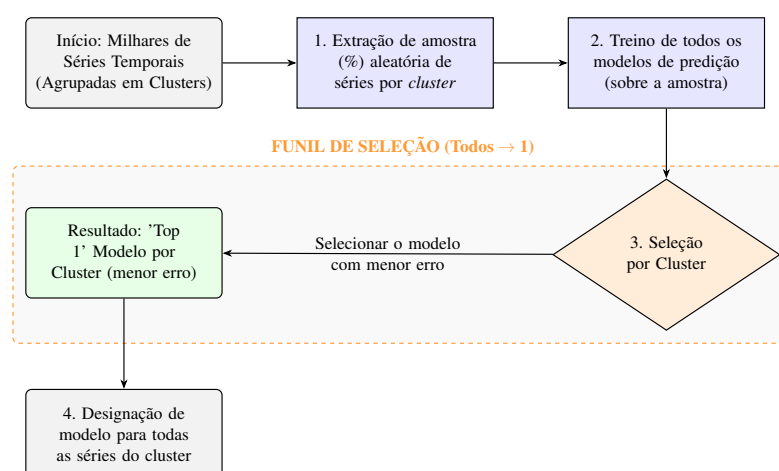 Início: Milhares de
Séries Temporais
(Agrupadas em Clusters)
1. Extração de amostra
(%) aleatória de
séries por cluster
2. Treino de todos os
modelos de predição
(sobre a amostra)
FUNIL DE SELEÇÃO (Todos → 1)
Resultado: ’Top
1’ Modelo por
Cluster (menor erro)
Selecionar o modelo
com menor erro
3. Seleção
por Cluster
4. Designação de
modelo para todas
as séries do cluster